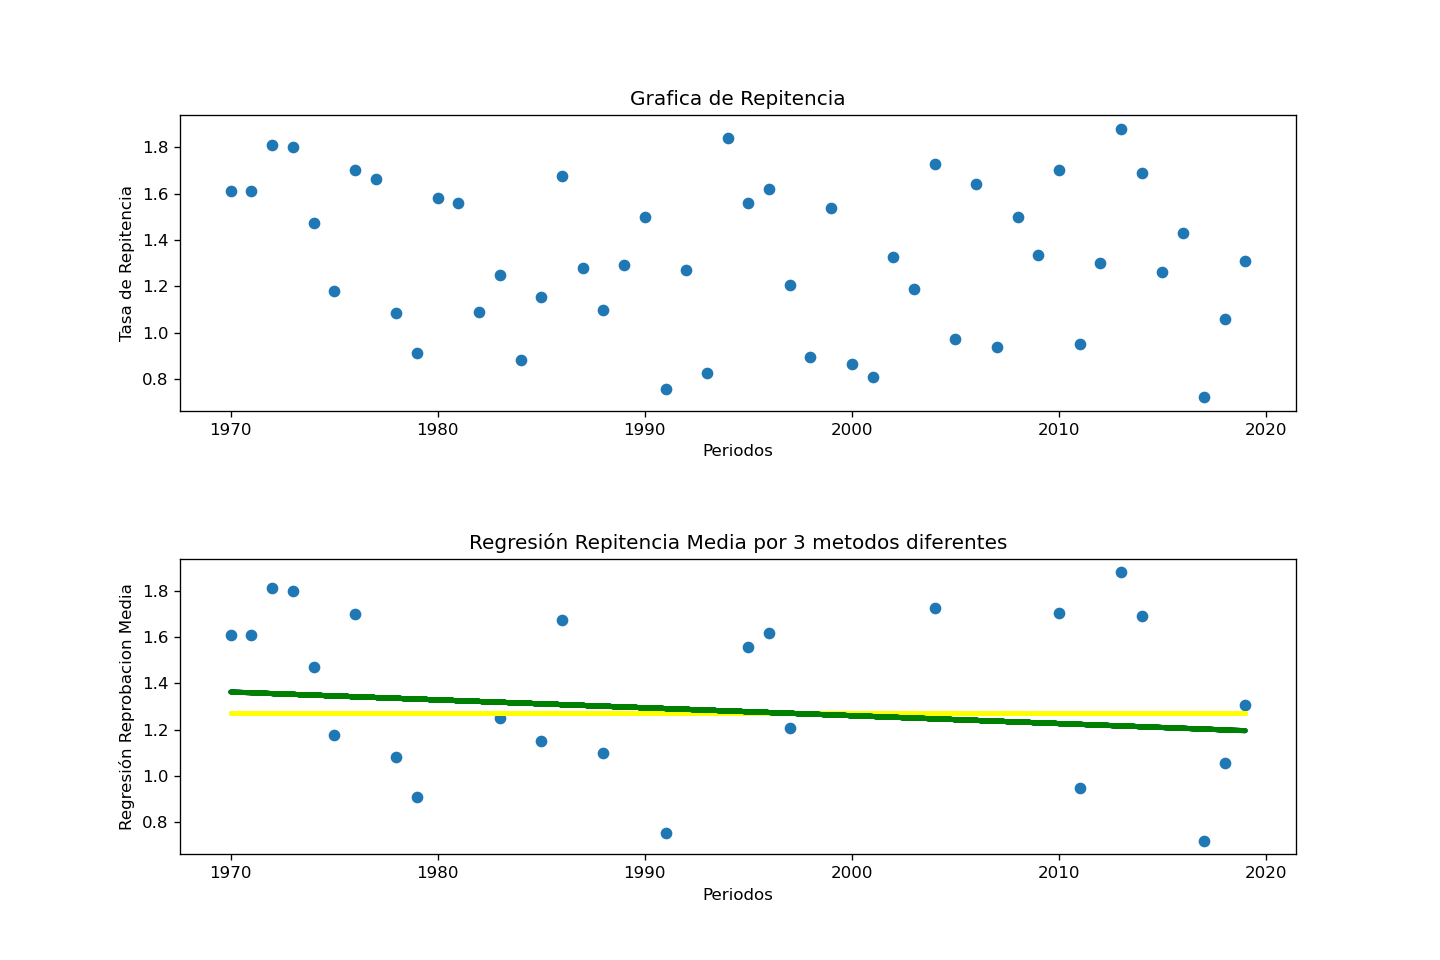 Grafica de Repitencia
Tasa de Repitencia
1.8
1.6
1.4
1.2
1.0
0.8
1970 1980 1990 2000 2010 2020
Periodos
Regresión Repitencia Media por 3 metodos diferentes
Regresión Reprobacion Media
1.8
1.6
1.4
1.2
1.0
0.8
1970 1980 1990 2000 2010 2020
Periodos